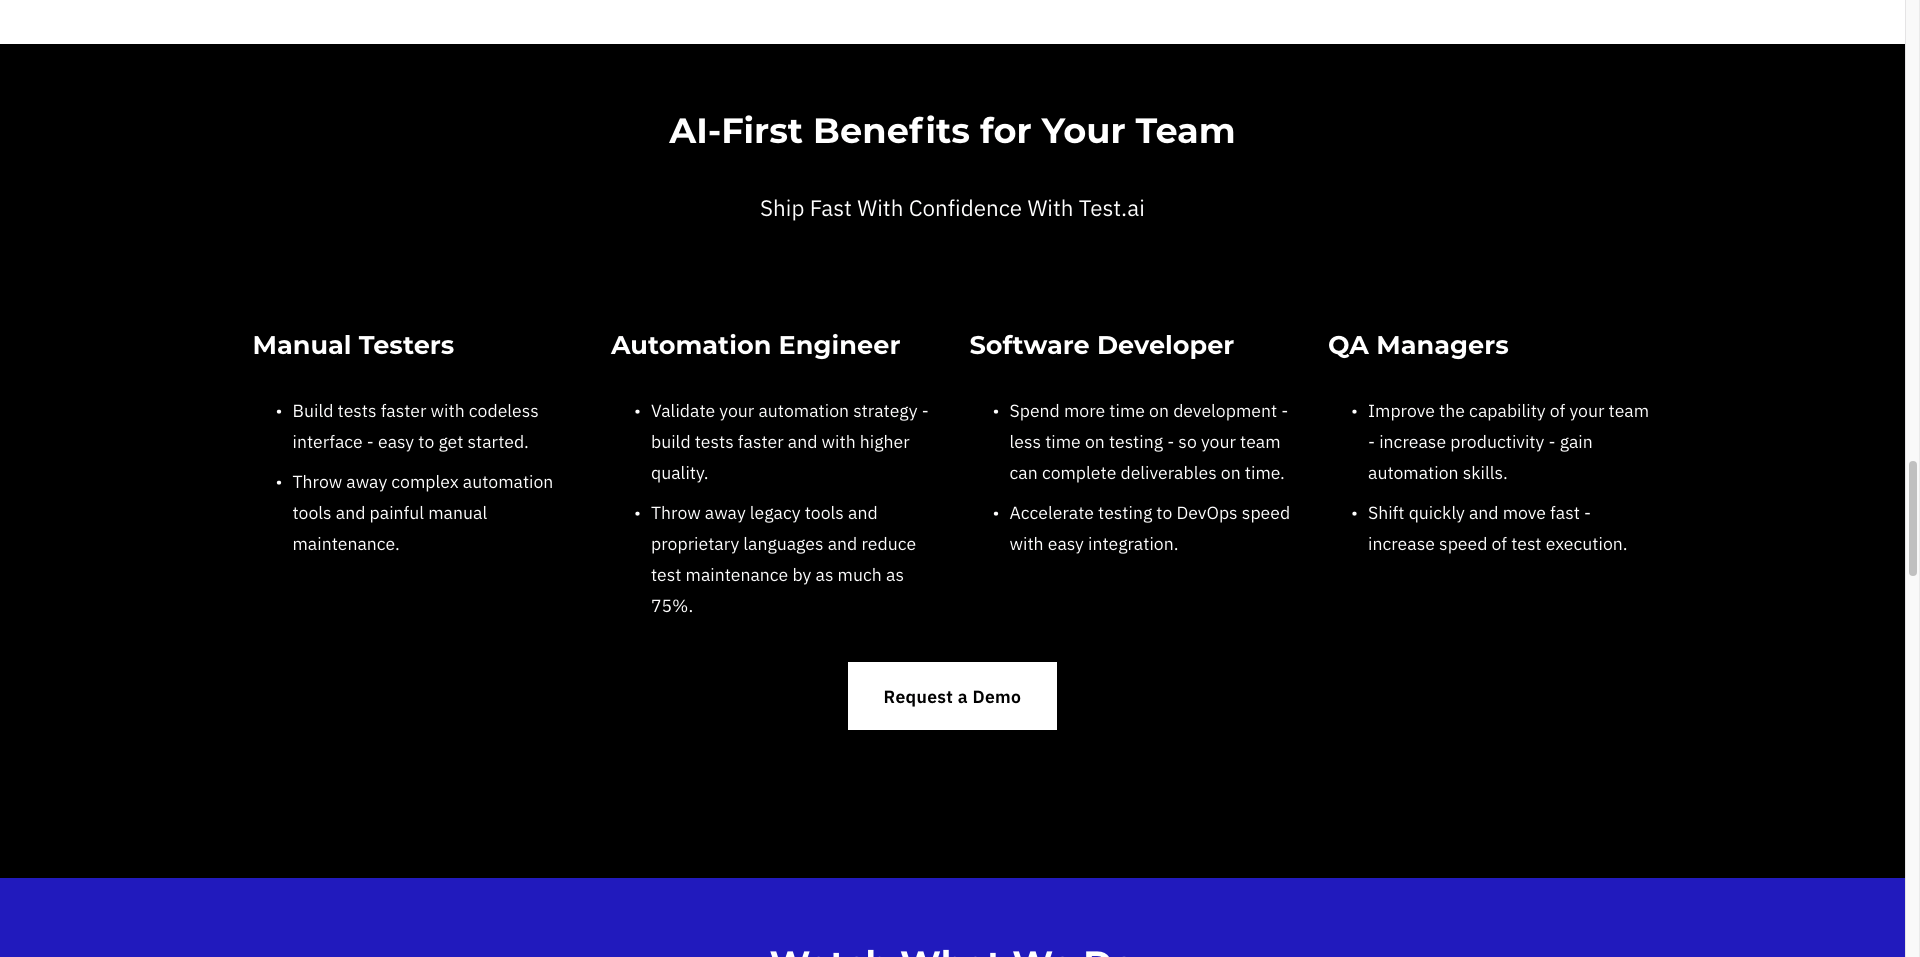 AI-First Benefits for Your Team
Ship Fast With Confidence With Test.ai
Manual Testers
• Build tests faster with codeless
interface - easy to get started.
• Throw away complex automation
tools and painful manual
maintenance.
Automation Engineer
• Validate your automation strategy -
build tests faster and with higher
quality.
• Throw away legacy tools and
proprietary languages and reduce
test maintenance by as much as
75%.
Software Developer
• Spend more time on development -
less time on testing - so your team
can complete deliverables on time.
• Accelerate testing to DevOps speed
with easy integration.
QA Managers
• Improve the capability of your team
- increase productivity - gain
automation skills.
• Shift quickly and move fast -
increase speed of test execution.
Request a Demo
Watch What We Do